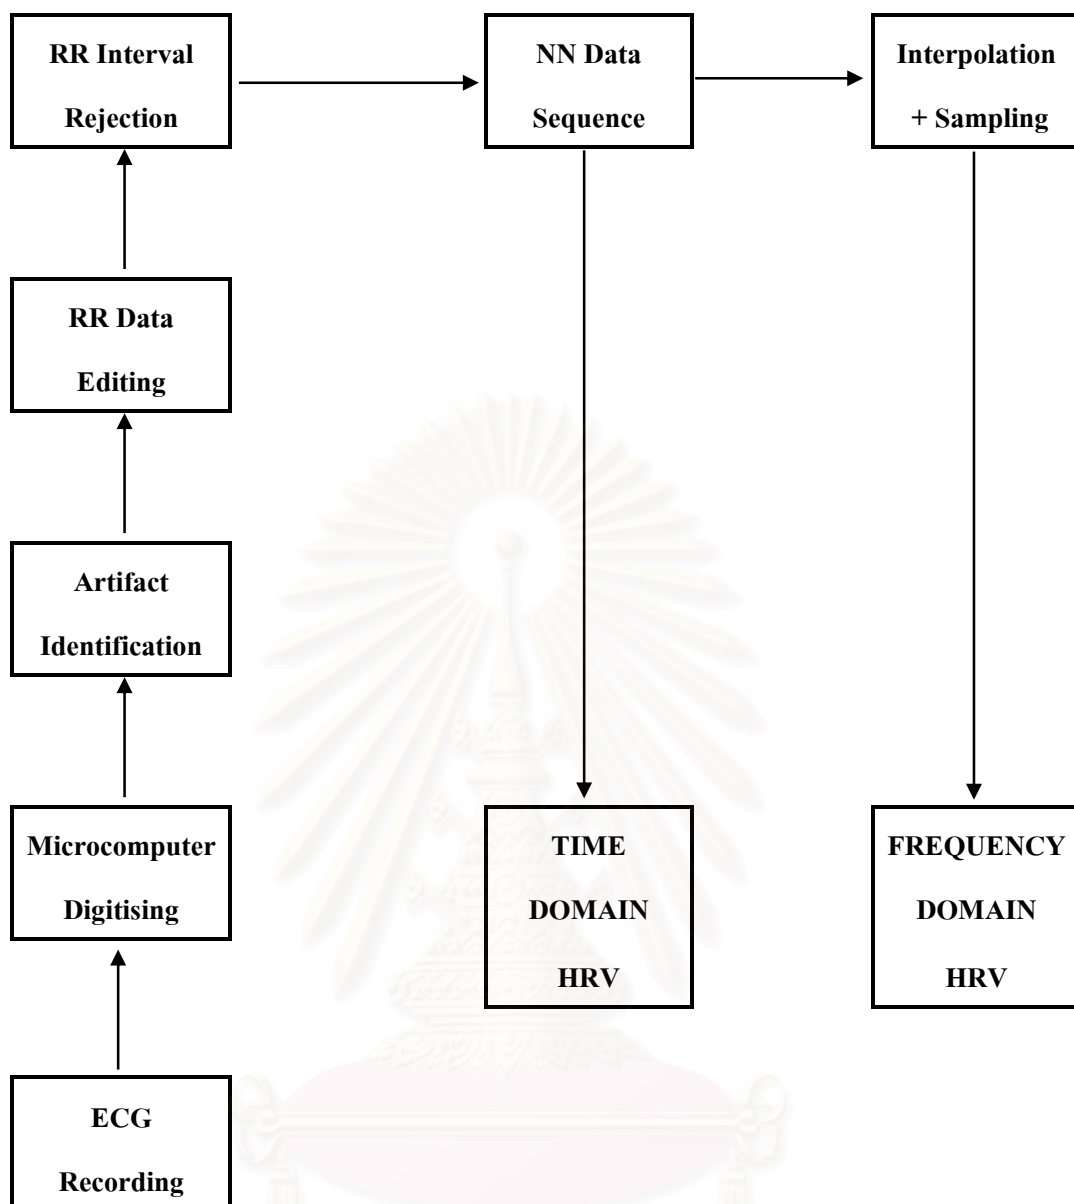 RR Interval
Rejection
NN Data
Sequence
Interpolation
+ Sampling
RR Data
Editing
Artifact
Identification
Microcomputer
Digitising
TIME
DOMAIN
HRV
FREQUENCY
DOMAIN
HRV
ECG
Recording